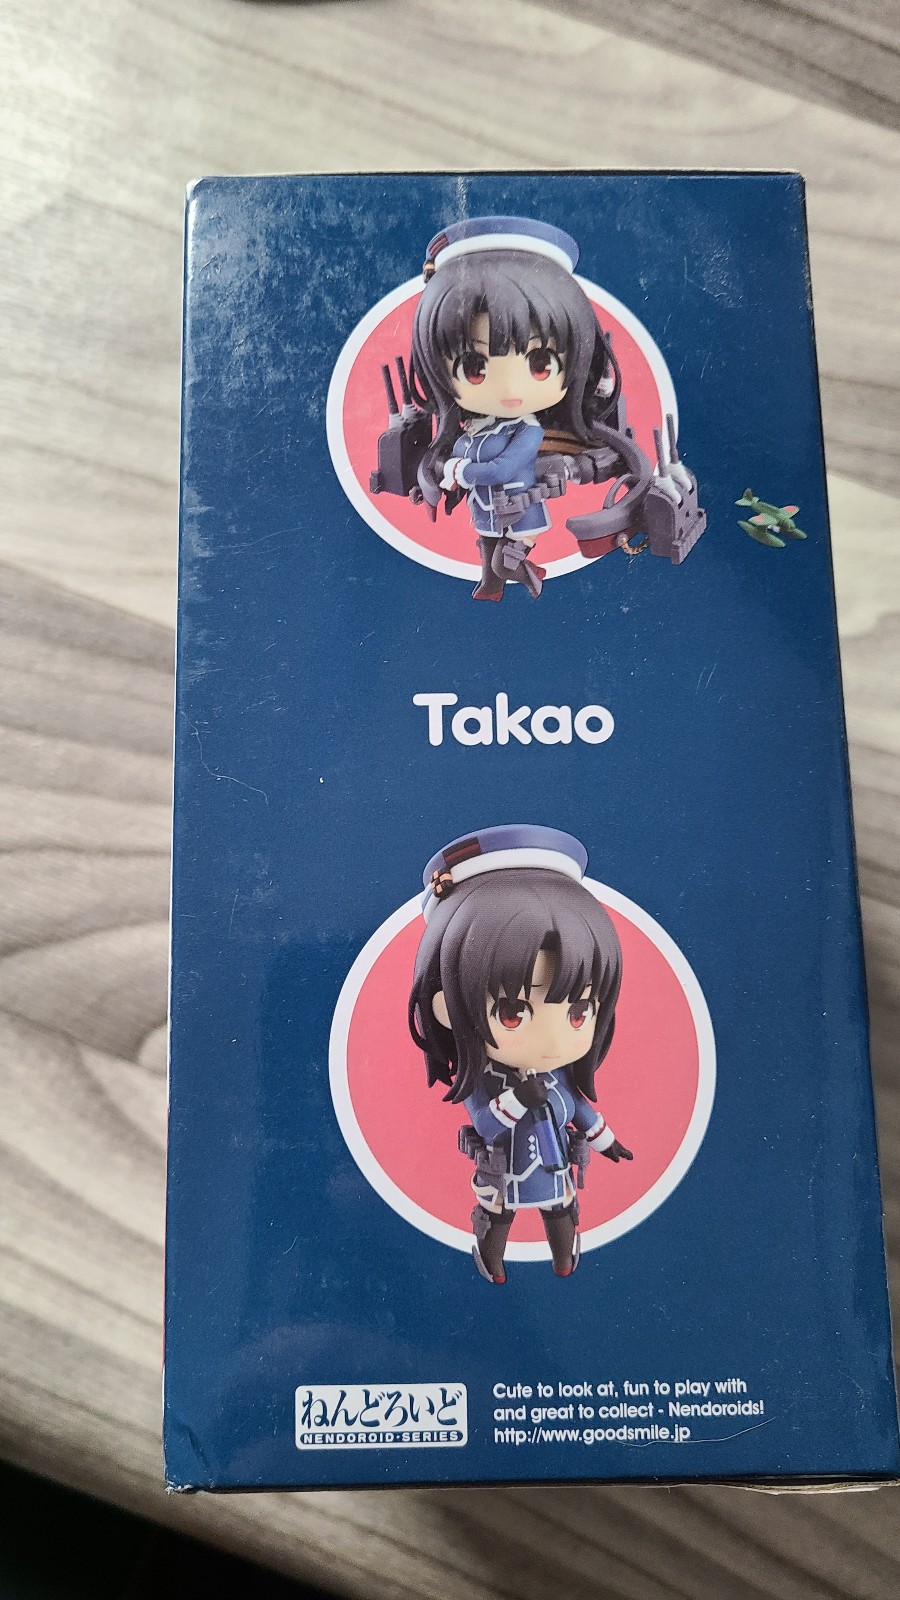 Takao
ねんどろいど
NENDOROID·SERIES
Cute to look at, fun to play with
and great to collect - Nendoroids!
http://www.goodsmile.jp